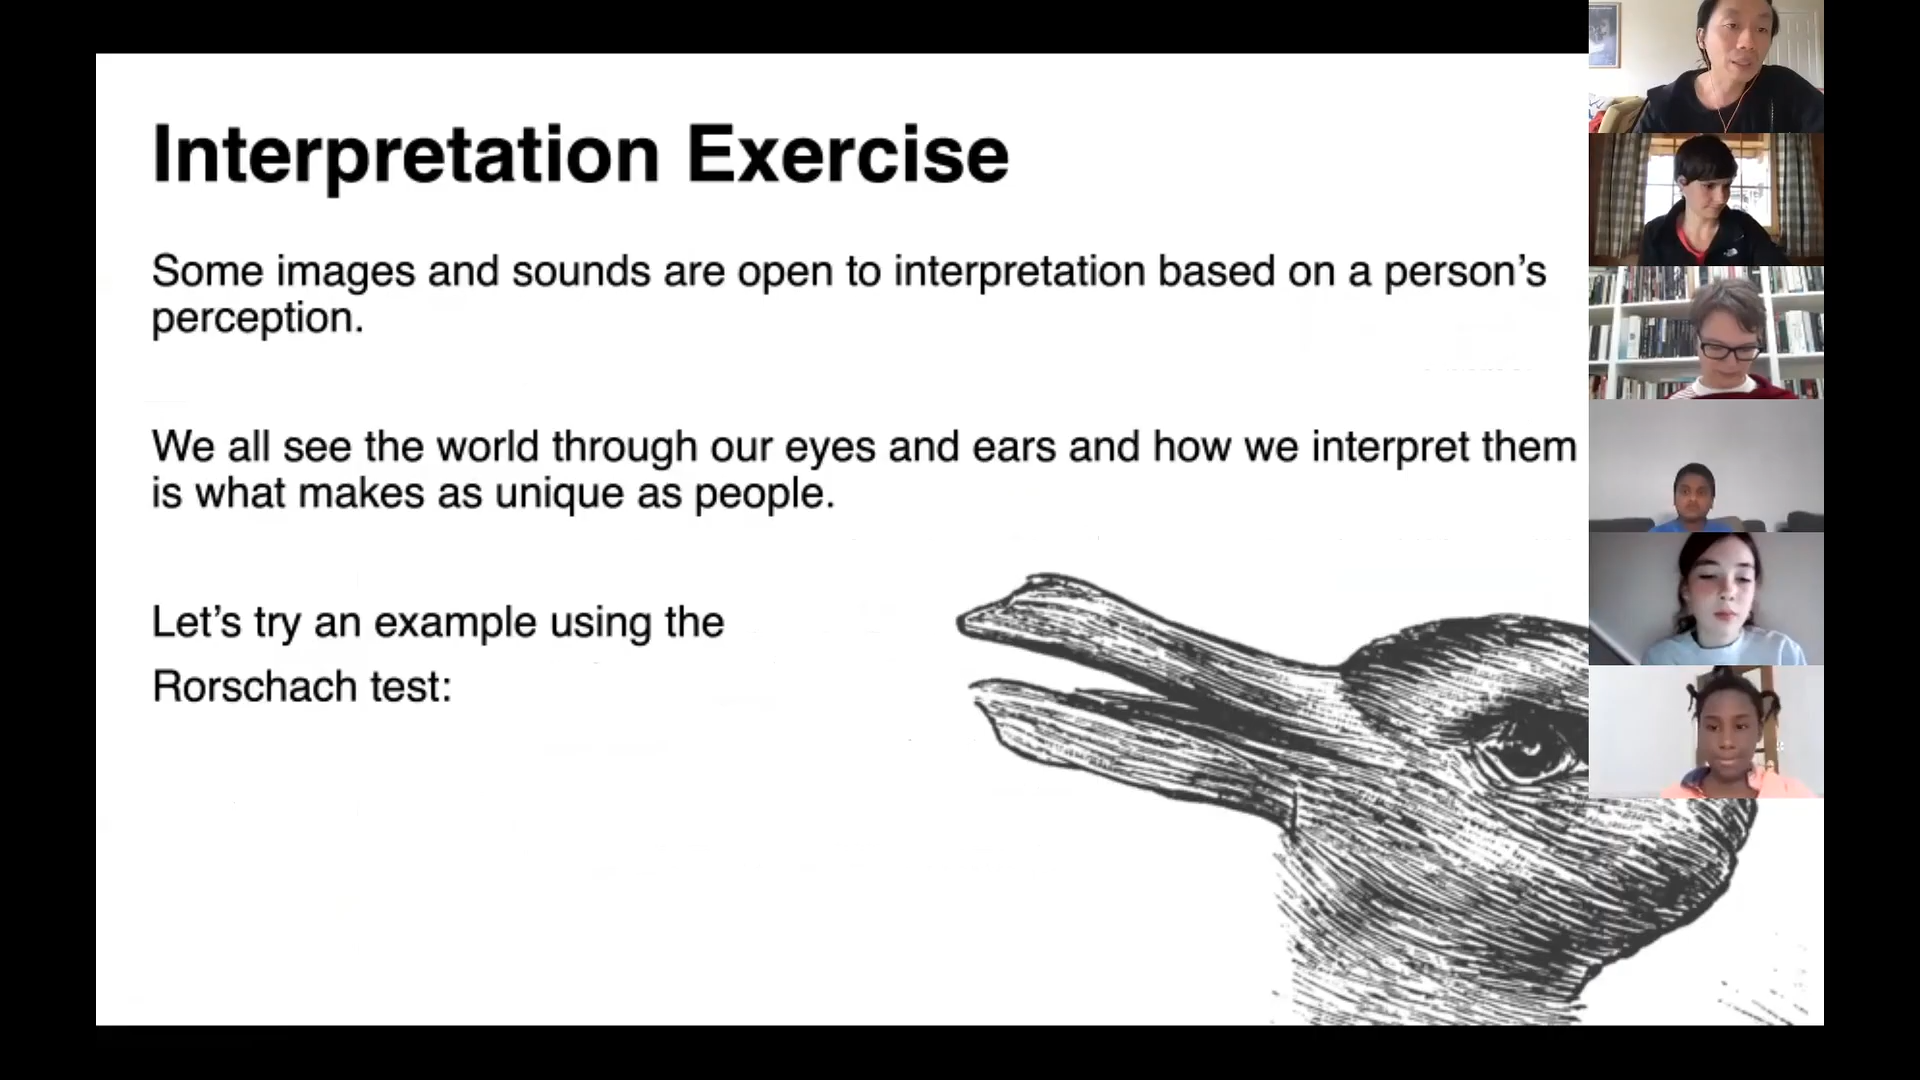 Interpretation Exercise
Some images and sounds are open to interpretation based on a person’s
perception.
We all see the world through our eyes and ears and how we interpret them
is what makes as unique as people.
Let’s try an example using the
Rorschach test: